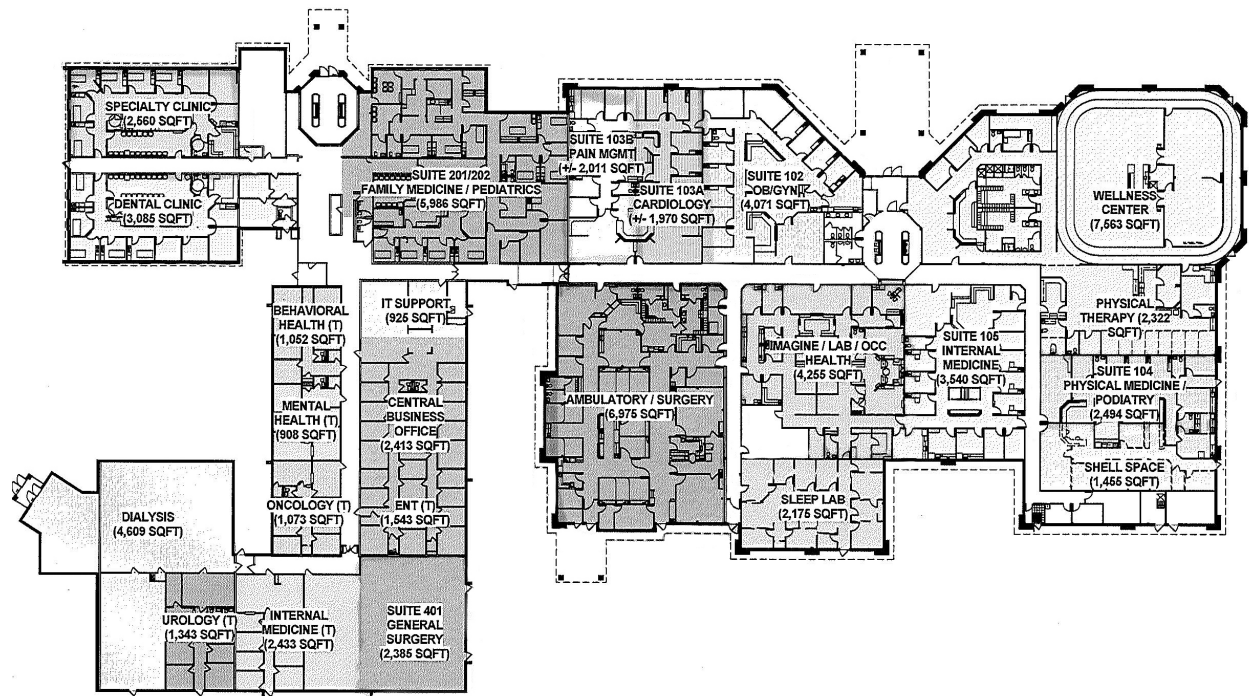 SPECIALTY CLINIC
(2,560 SQFT)
DENTAL CLINIC
(3,085 SQFT)
SUITE 201/202
FAMILY MEDICINE / PEDIATRICS
(5,986 SQFT)
SUITE 103B
PAIN MGMT
(+/- 2,011 SQFT)
SUITE 103A
CARDIOLOGY
(+/- 1,970 SQFT)
SUITE 102
OB/GYN
(4,071 SQFT)
WELLNESS
CENTER
(7,563 SQFT)
BEHAVIORAL
HEALTH (T)
(1,052 SQFT)
IT SUPPORT
(925 SQFT)
MENTAL
HEALTH (T)
(908 SQFT)
CENTRAL
BUSINESS
OFFICE
(2,413 SQFT)
AMBULATORY / SURGERY
(6,975 SQFT)
IMAGINE / LAB / OCC
HEALTH
(4,255 SQFT)
SUITE 105
INTERNAL
MEDICINE
(3,540 SQFT)
PHYSICAL
THERAPY (2,322
SQFT)
SUITE 104
PHYSICAL MEDICINE /
PODIATRY
(2,494 SQFT)
SHELL SPACE
(1,455 SQFT)
ONCOLOGY (T)
(1,073 SQFT)
ENT (T)
(1,543 SQFT)
SLEEP LAB
(2,175 SQFT)
DIALYSIS
(4,609 SQFT)
UROLOGY (T)
(1,343 SQFT)
INTERNAL
MEDICINE (T)
(2,433 SQFT)
SUITE 401
GENERAL
SURGERY
(2,385 SQFT)